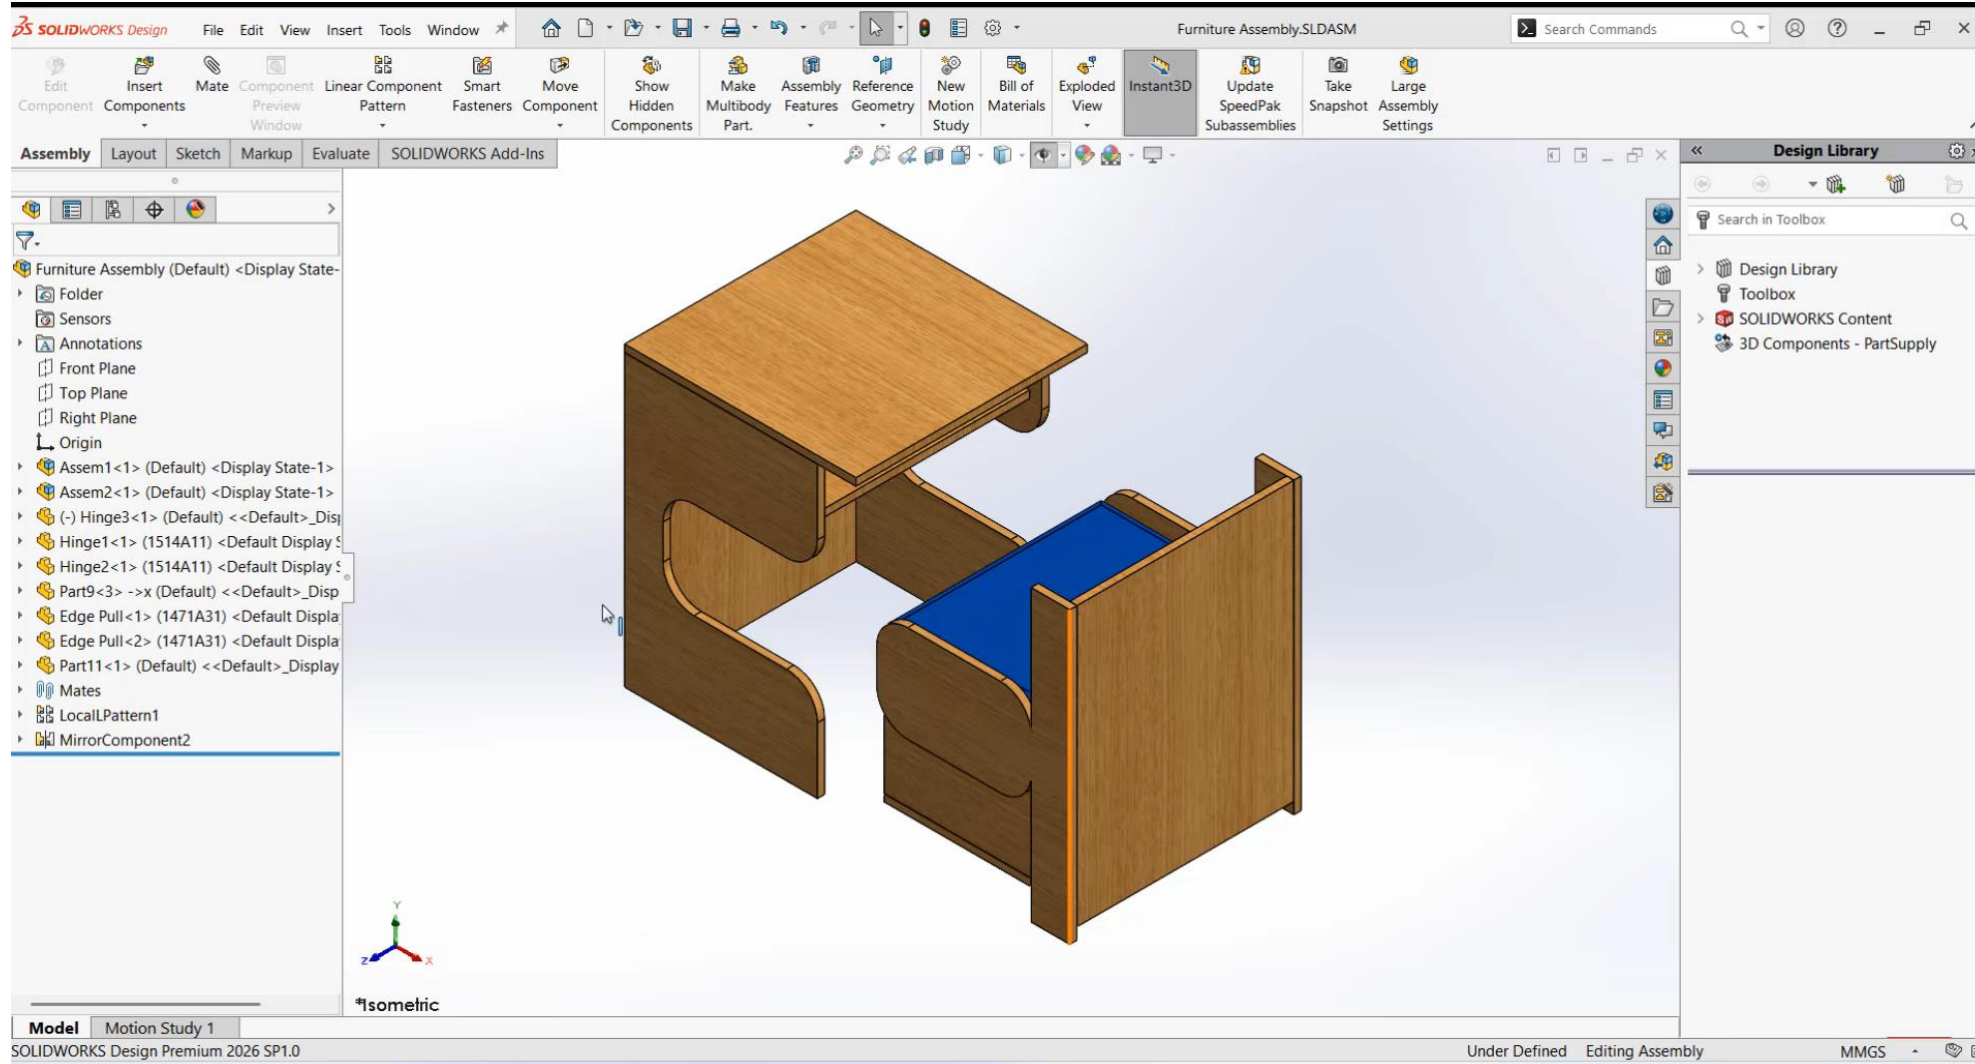 SOLIDWORKS Design File Edit View Insert Tools Window Furniture Assembly.SLDASM Search Commands
Edit Component
Insert Components
Mate
Component Preview Window
Linear Component Pattern
Smart Fasteners
Move Component
Show Hidden Components
Make Multibody Part.
Assembly Features
Reference Geometry
New Motion Study
Bill of Materials
Exploded View
Instant3D
Update SpeedPak Subassemblies
Take Snapshot
Large Assembly Settings
Assembly Layout Sketch Markup Evaluate SOLIDWORKS Add-Ins
Furniture Assembly (Default) <Display State-
Folder
Sensors
Annotations
Front Plane
Top Plane
Right Plane
Origin
Assem1<1> (Default) <Display State-1>
Assem2<1> (Default) <Display State-1>
(-) Hinge3<1> (Default) <<Default>_Disp
Hinge1<1> (1514A11) <Default Display S
Hinge2<1> (1514A11) <Default Display S
Part9<3> ->x (Default) <<Default>_Disp
Edge Pull<1> (1471A31) <Default Displa
Edge Pull<2> (1471A31) <Default Displa
Part11<1> (Default) <<Default>_Display
Mates
LocalLPattern1
MirrorComponent2
Y
Z
X
*Isometric
Design Library
Search in Toolbox
Design Library
Toolbox
SOLIDWORKS Content
3D Components - PartSupply
Model Motion Study 1
SOLIDWORKS Design Premium 2026 SP1.0 Under Defined Editing Assembly MMGS